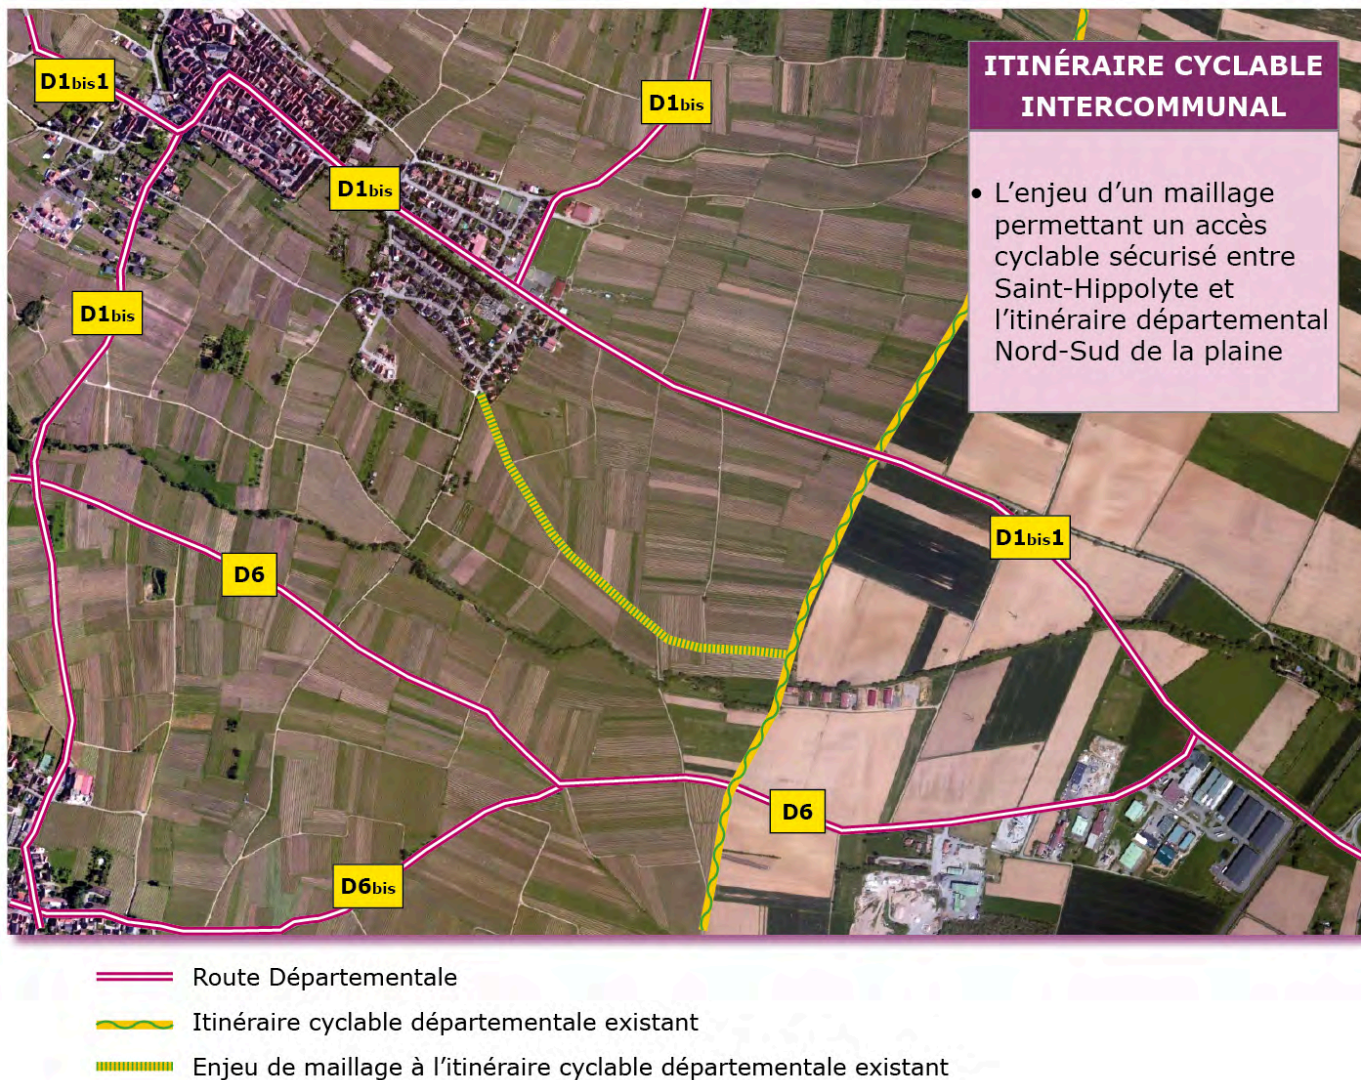 ITINÉRAIRE CYCLABLE
INTERCOMMUNAL
• L’enjeu d’un maillage
permettant un accès
cyclable sécurisé entre
Saint-Hippolyte et
l’itinéraire départemental
Nord-Sud de la plaine
D1bis1
D1bis
D1bis
D1bis
D1bis1
D6
D6
D6bis
Route Départementale
Itinéraire cyclable départementale existant
Enjeu de maillage à l’itinéraire cyclable départementale existant